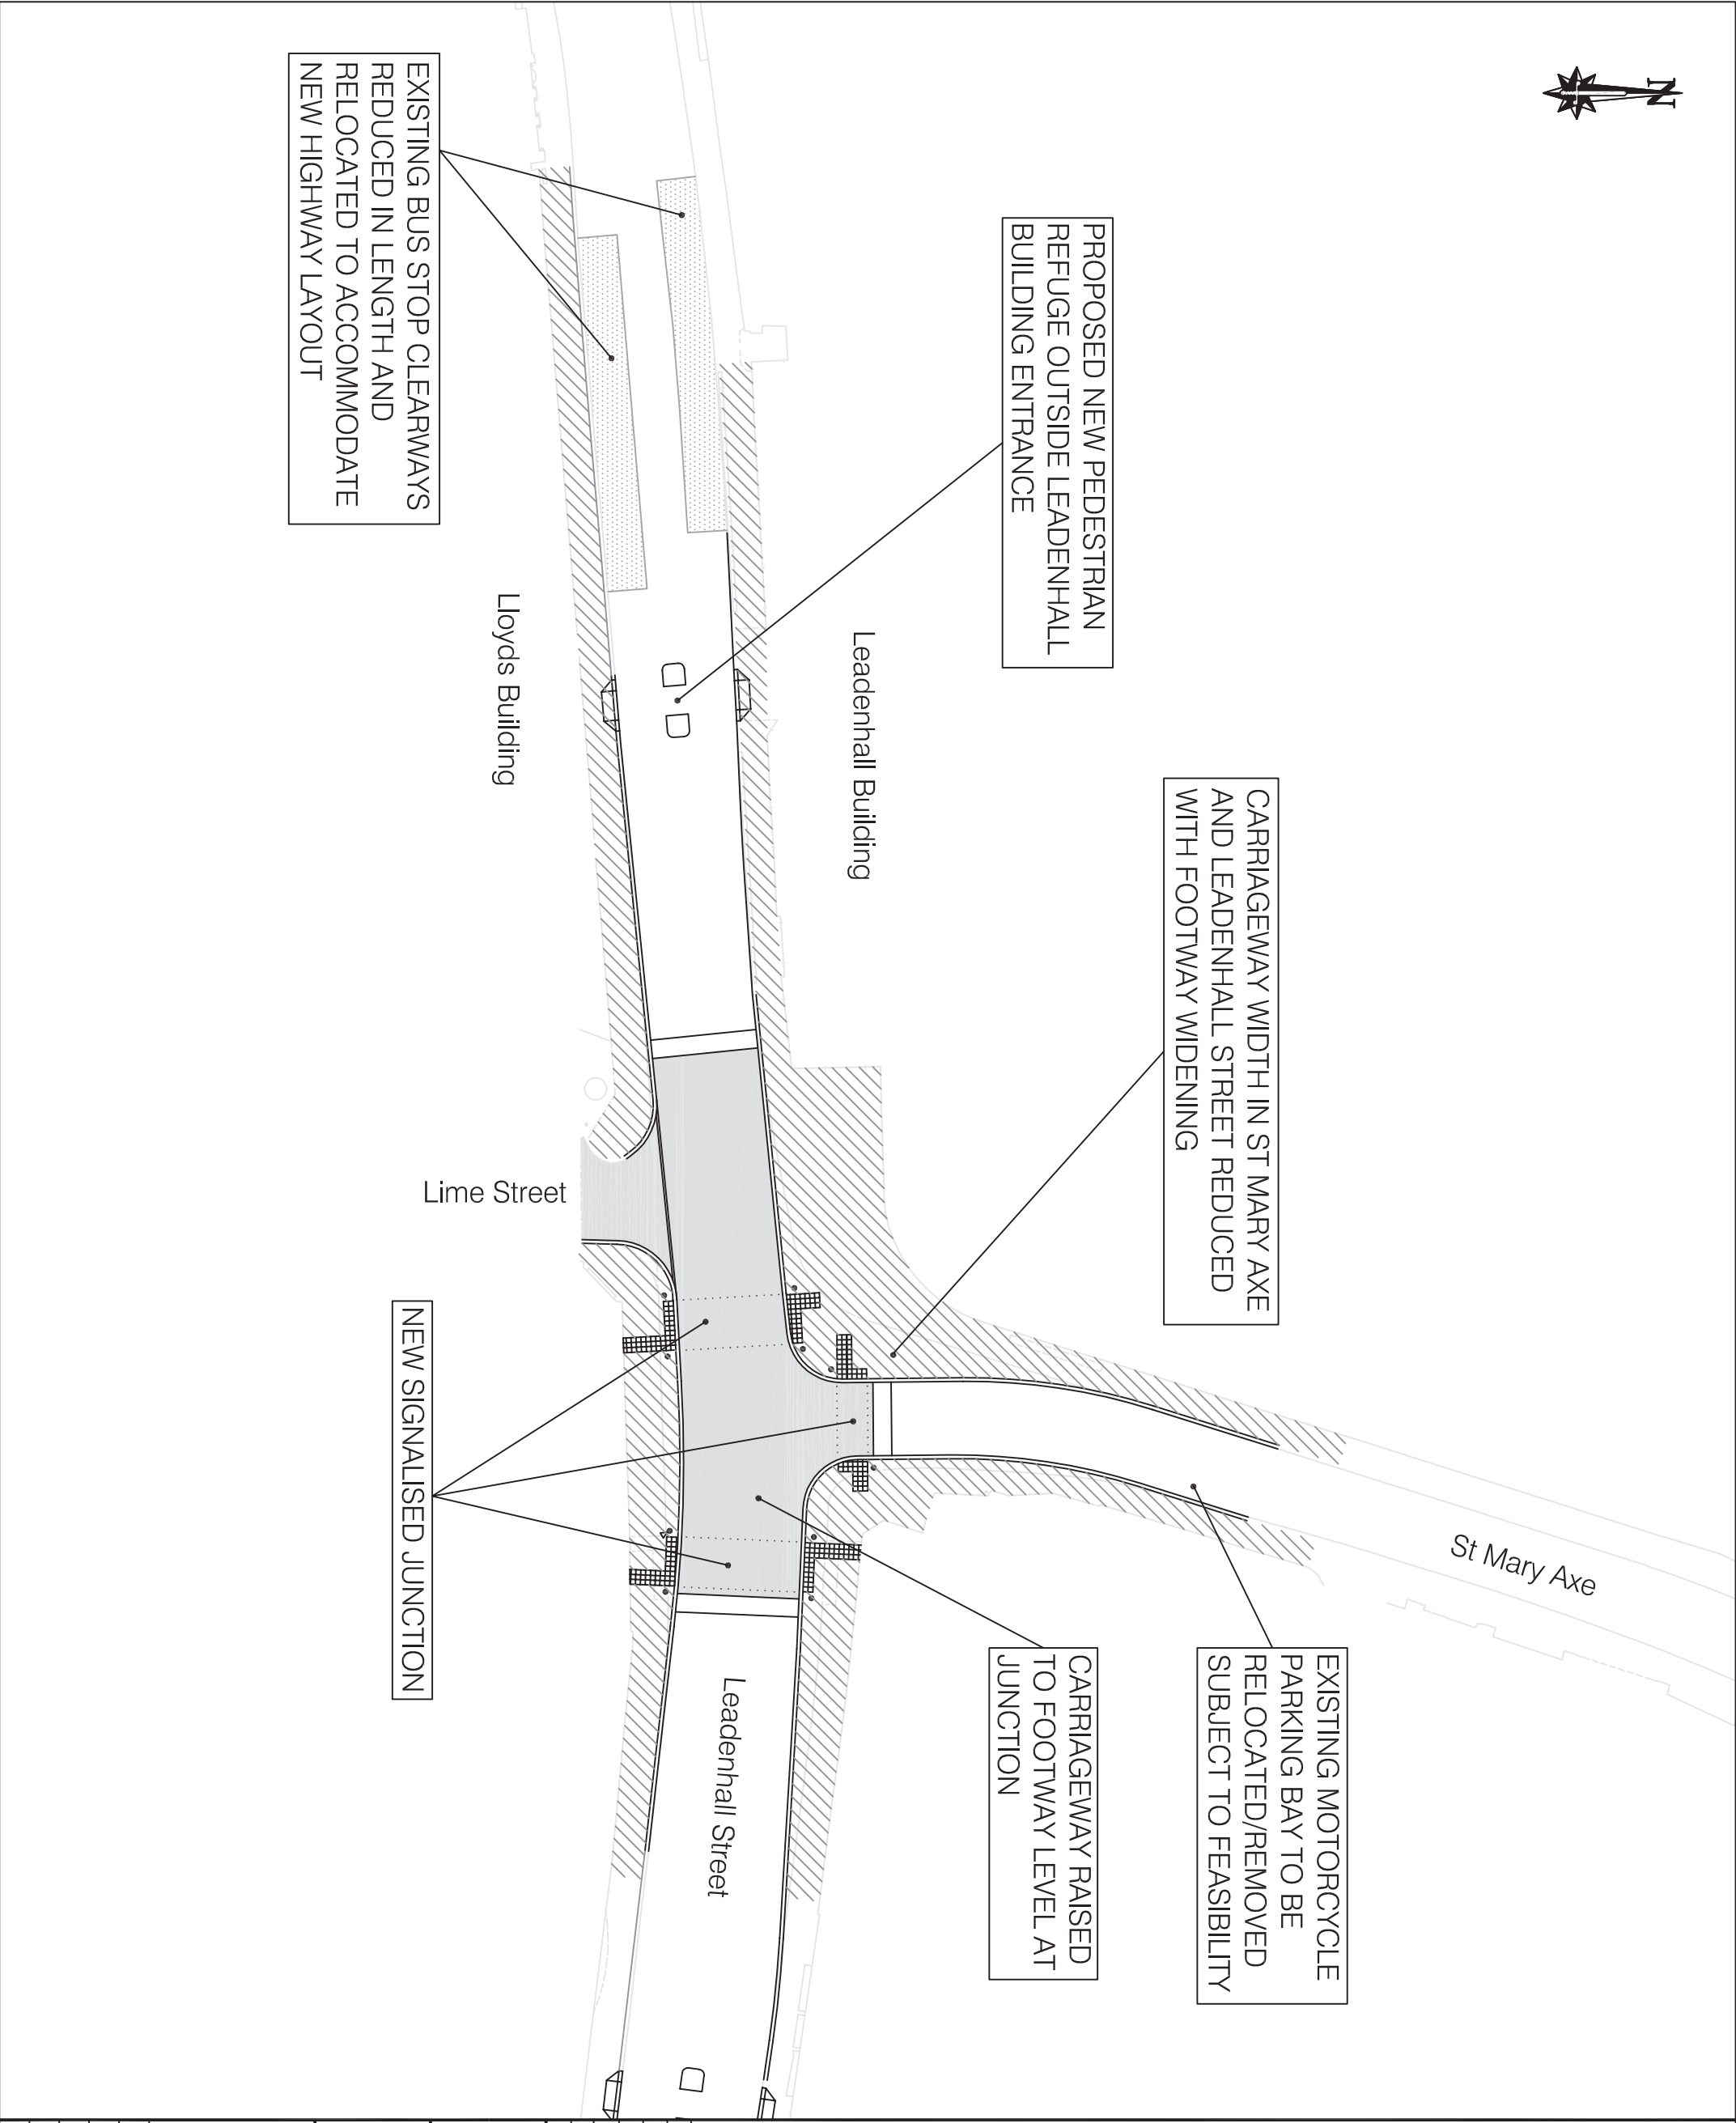 N
PROPOSED NEW PEDESTRIAN
REFUGE OUTSIDE LEADENHALL
BUILDING ENTRANCE
CARRIAGEWAY WIDTH IN ST MARY AXE
AND LEADENHALL STREET REDUCED
WITH FOOTWAY WIDENING
EXISTING MOTORCYCLE
PARKING BAY TO BE
RELOCATED/REMOVED
SUBJECT TO FEASIBILITY
St Mary Axe
CARRIAGEWAY RAISED
TO FOOTWAY LEVEL AT
JUNCTION
Leadenhall Building
Leadenhall Street
Lloyds Building
Lime Street
EXISTING BUS STOP CLEARWAYS
REDUCED IN LENGTH AND
RELOCATED TO ACCOMMODATE
NEW HIGHWAY LAYOUT
NEW SIGNALISED JUNCTION